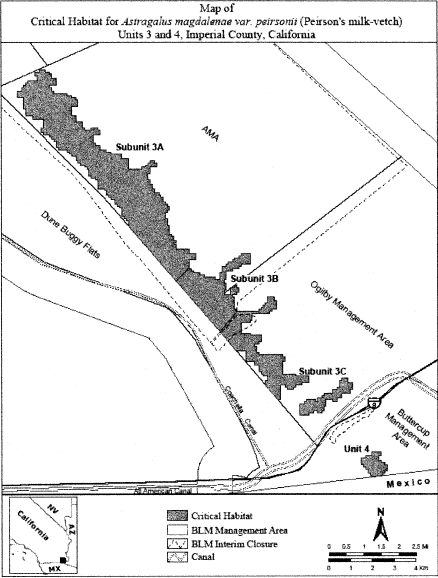 Map of
Critical Habitat for Astragalus magdalenae var. peirsonii (Peirson's milk-vetch)
Units 3 and 4, Imperial County, California
Subunit 3A
AMA
Dune Buggy Flats
Subunit 3B
Ogilby Management Area
Subunit 3C
Coachella Canal
8
Buttercup
Management
Area
Unit 4
All American Canal
Mexico
NV
California
AZ
MX
Critical Habitat
BLM Management Area
BLM Interim Closure
Canal
N
0 0.5 1 1.5 2 2.5 Mi
0 1 2 3 4 Km